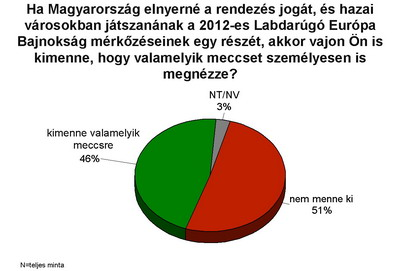 Ha Magyarország elnyerné a rendezés jogát, és hazai
városokban játszanának a 2012-es Labdarúgó Európa
Bajnokság mérkőzéseinek egy részét, akkor vajon Ön is
kimenne, hogy valamelyik meccset személyesen is
megnézze?
NT/NV
3%
kimenne valamelyik
meccsre
46%
nem menne ki
51%
N=teljes minta